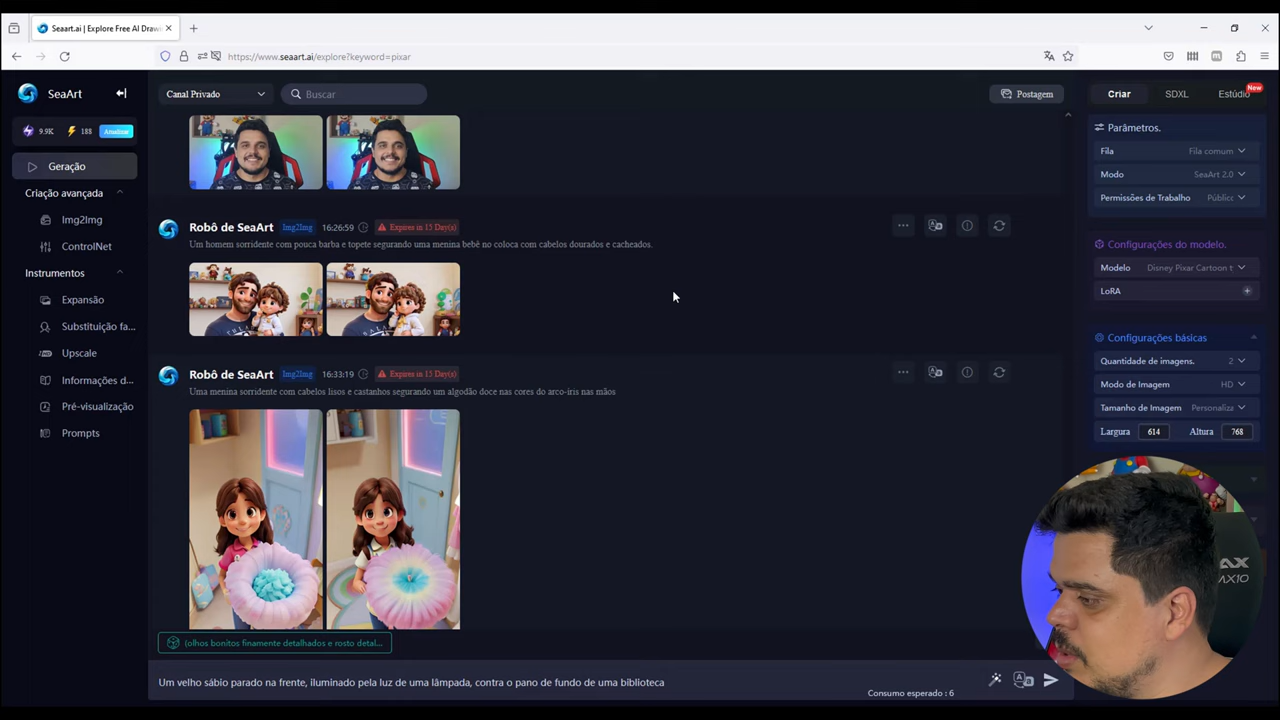 Seaart.ai | Explore Free AI Drawi
https://www.seaart.ai/explore?keyword=pixar
SeaArt
9.9K
188
Atualizar
Geração
Criação avançada
Img2Img
ControlNet
Instrumentos
Expansão
Substituição fa...
Upscale
Informações d...
Pré-visualização
Prompts
Canal Privado
Buscar
Postagem
Robô de SeaArt Img2Img 16:26:59 Expires in 15 Day(s)
Um homem sorridente com pouca barba e topete segurando uma menina bebê no coloca com cabelos dourados e cacheados.
Robô de SeaArt Img2Img 16:33:19 Expires in 15 Day(s)
Uma menina sorridente com cabelos lisos e castanhos segurando um algodão doce nas cores do arco-iris nas mãos
(olhos bonitos finamente detalhados e rosto detal...
Um velho sábio parado na frente, iluminado pela luz de uma lâmpada, contra o pano de fundo de uma biblioteca
Consumo esperado : 6
Criar
SDXL
Estúdio
New
Parâmetros.
Fila Fila comum
Modo SeaArt 2.0
Permissões de Trabalho Públic
Configurações do modelo.
Modelo Disney Pixar Cartoon t
LoRA +
Configurações básicas
Quantidade de imagens. 2
Modo de Imagem HD
Tamanho de Imagem Personaliza
Largura 614 Altura 768